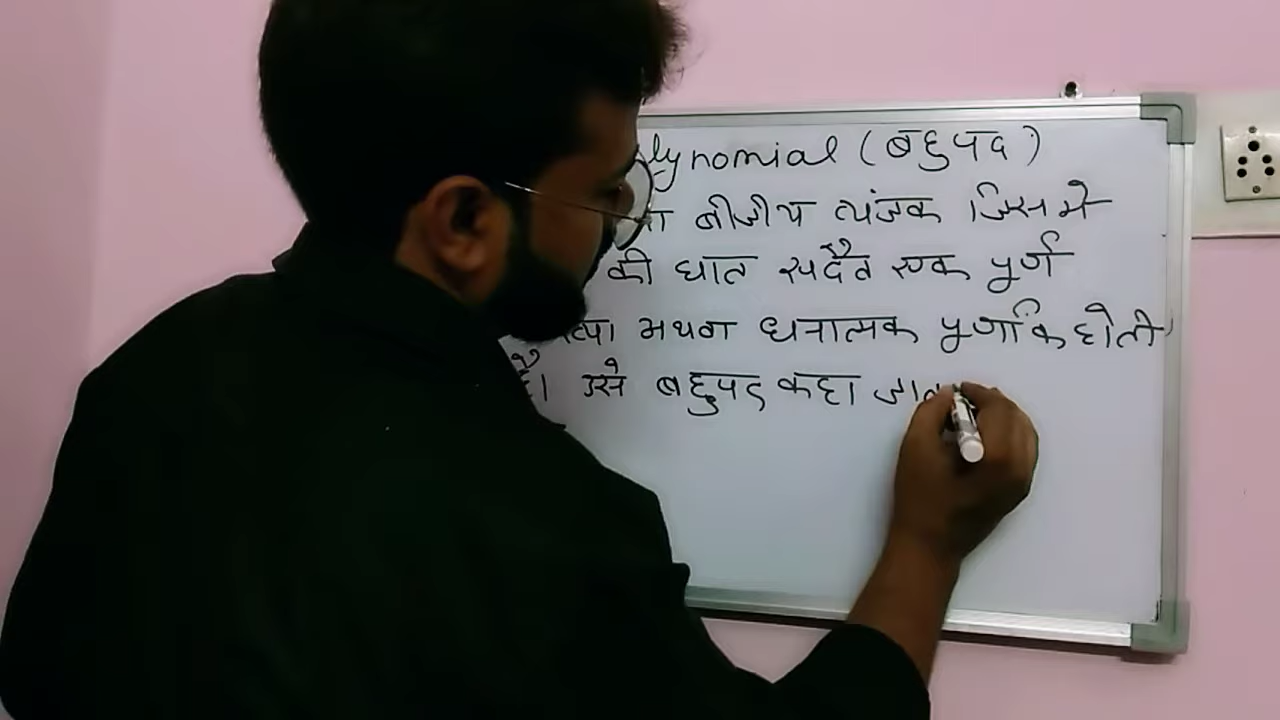 lynomial (बहुपद)
बीजीय व्यंजक जिसमे
की घात सदैव एक पूर्ण
अथवा धनात्मक पूर्णांक होती
है। उसे बहुपद कहा जात